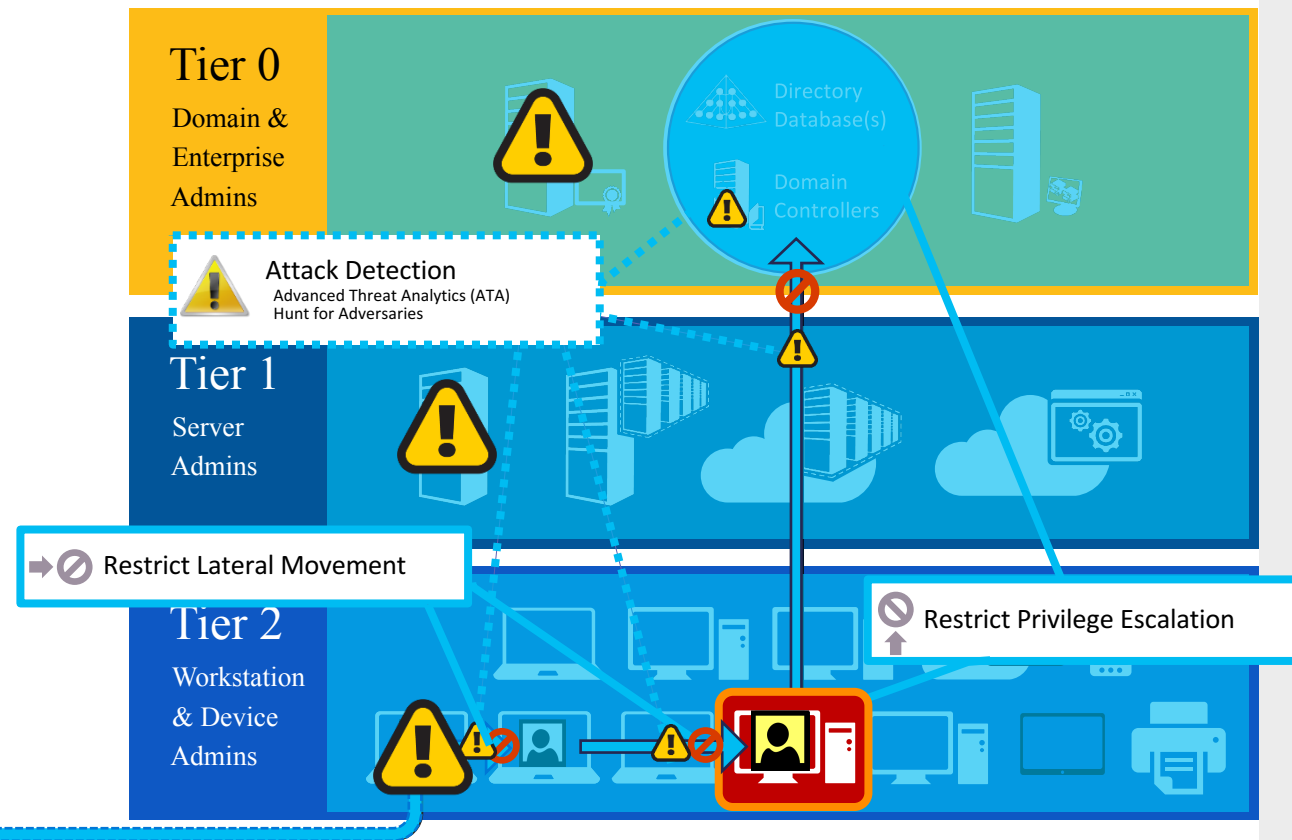 Tier 0
Domain &
Enterprise
Admins
Directory
Database(s)
Domain
Controllers
Attack Detection
Advanced Threat Analytics (ATA)
Hunt for Adversaries
Tier 1
Server
Admins
Restrict Lateral Movement
Restrict Privilege Escalation
Tier 2
Workstation
& Device
Admins